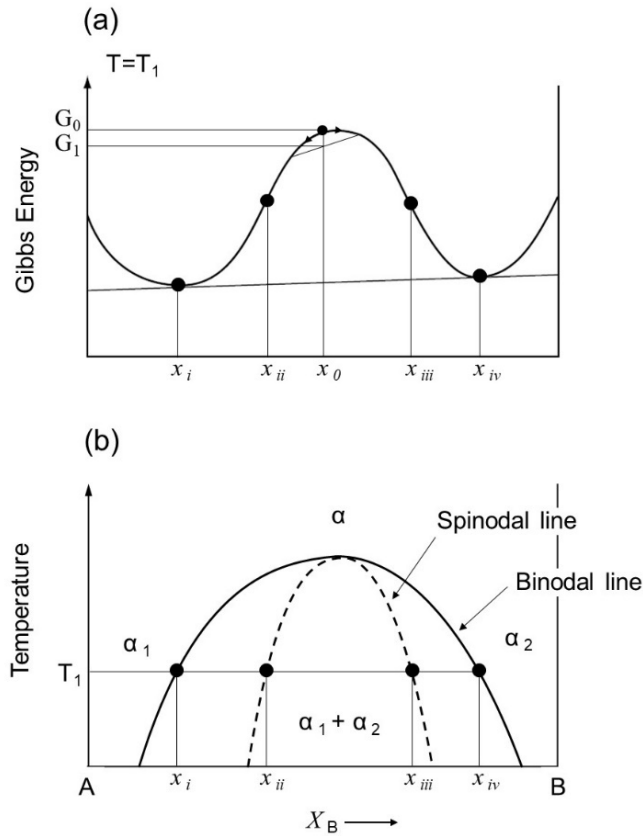 (a)
T=T1
G0
G1
Gibbs Energy
x i
x ii
x 0
x iii
x iv
(b)
α
Spinodal line
Binodal line
Temperature
α 1
α 2
T1
α 1 + α 2
A
x i
x ii
x iii
x iv
B
XB